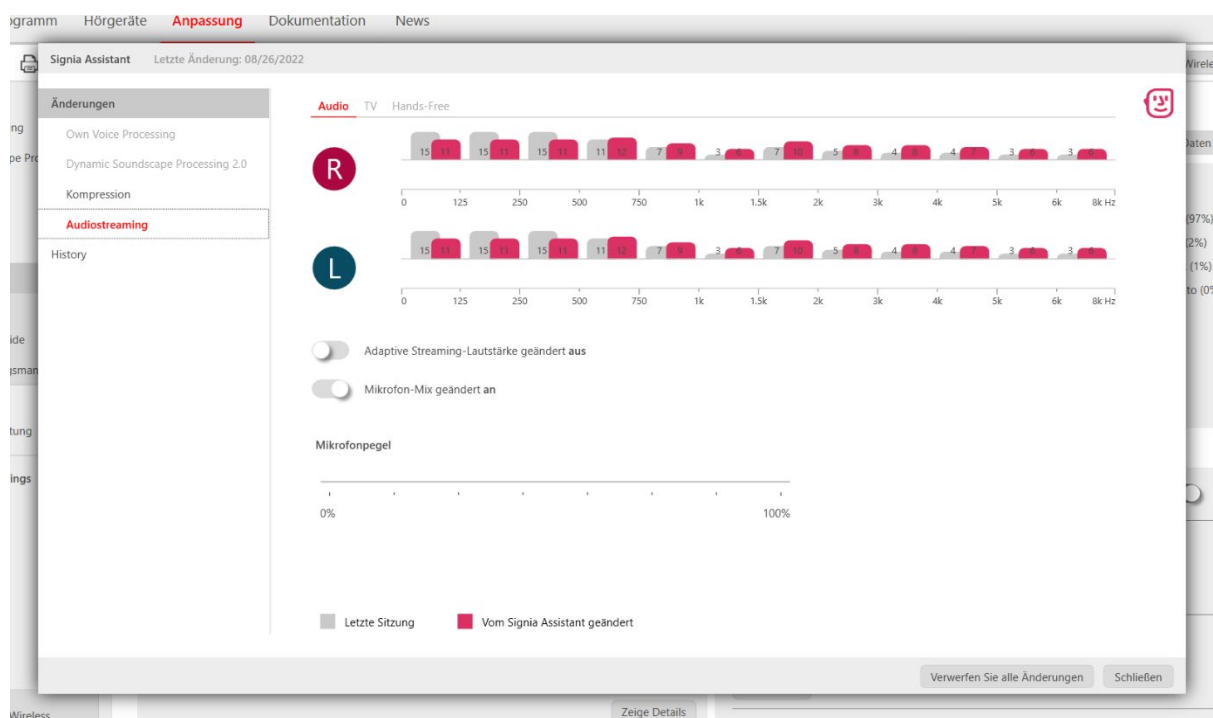 ogramm Hörgeräte Anpassung Dokumentation News
Signia Assistant Letzte Änderung: 08/26/2022
Wirele
Änderungen
Audio TV Hands-Free
ng
Own Voice Processing
Daten
pe Pro
Dynamic Soundscape Processing 2.0
R
15 11 15 11 15 11 11 12 7 9 3 6 7 10 5 8 4 8 4 7 3 6 3 6
Kompression
0 125 250 500 750 1k 1.5k 2k 3k 4k 5k 6k 8k Hz
Audiostreaming
(97%)
(2%)
History
L
15 11 15 11 15 11 11 12 7 9 3 6 7 10 5 8 4 8 4 7 3 6 3 6
(1%)
to (0%
0 125 250 500 750 1k 1.5k 2k 3k 4k 5k 6k 8k Hz
ide
Adaptive Streaming-Lautstärke geändert aus
gsman
Mikrofon-Mix geändert an
tung
Mikrofonpegel
ings
0% 100%
Letzte Sitzung Vom Signia Assistant geändert
Verwerfen Sie alle Änderungen Schließen
Wireless
Zeige Details